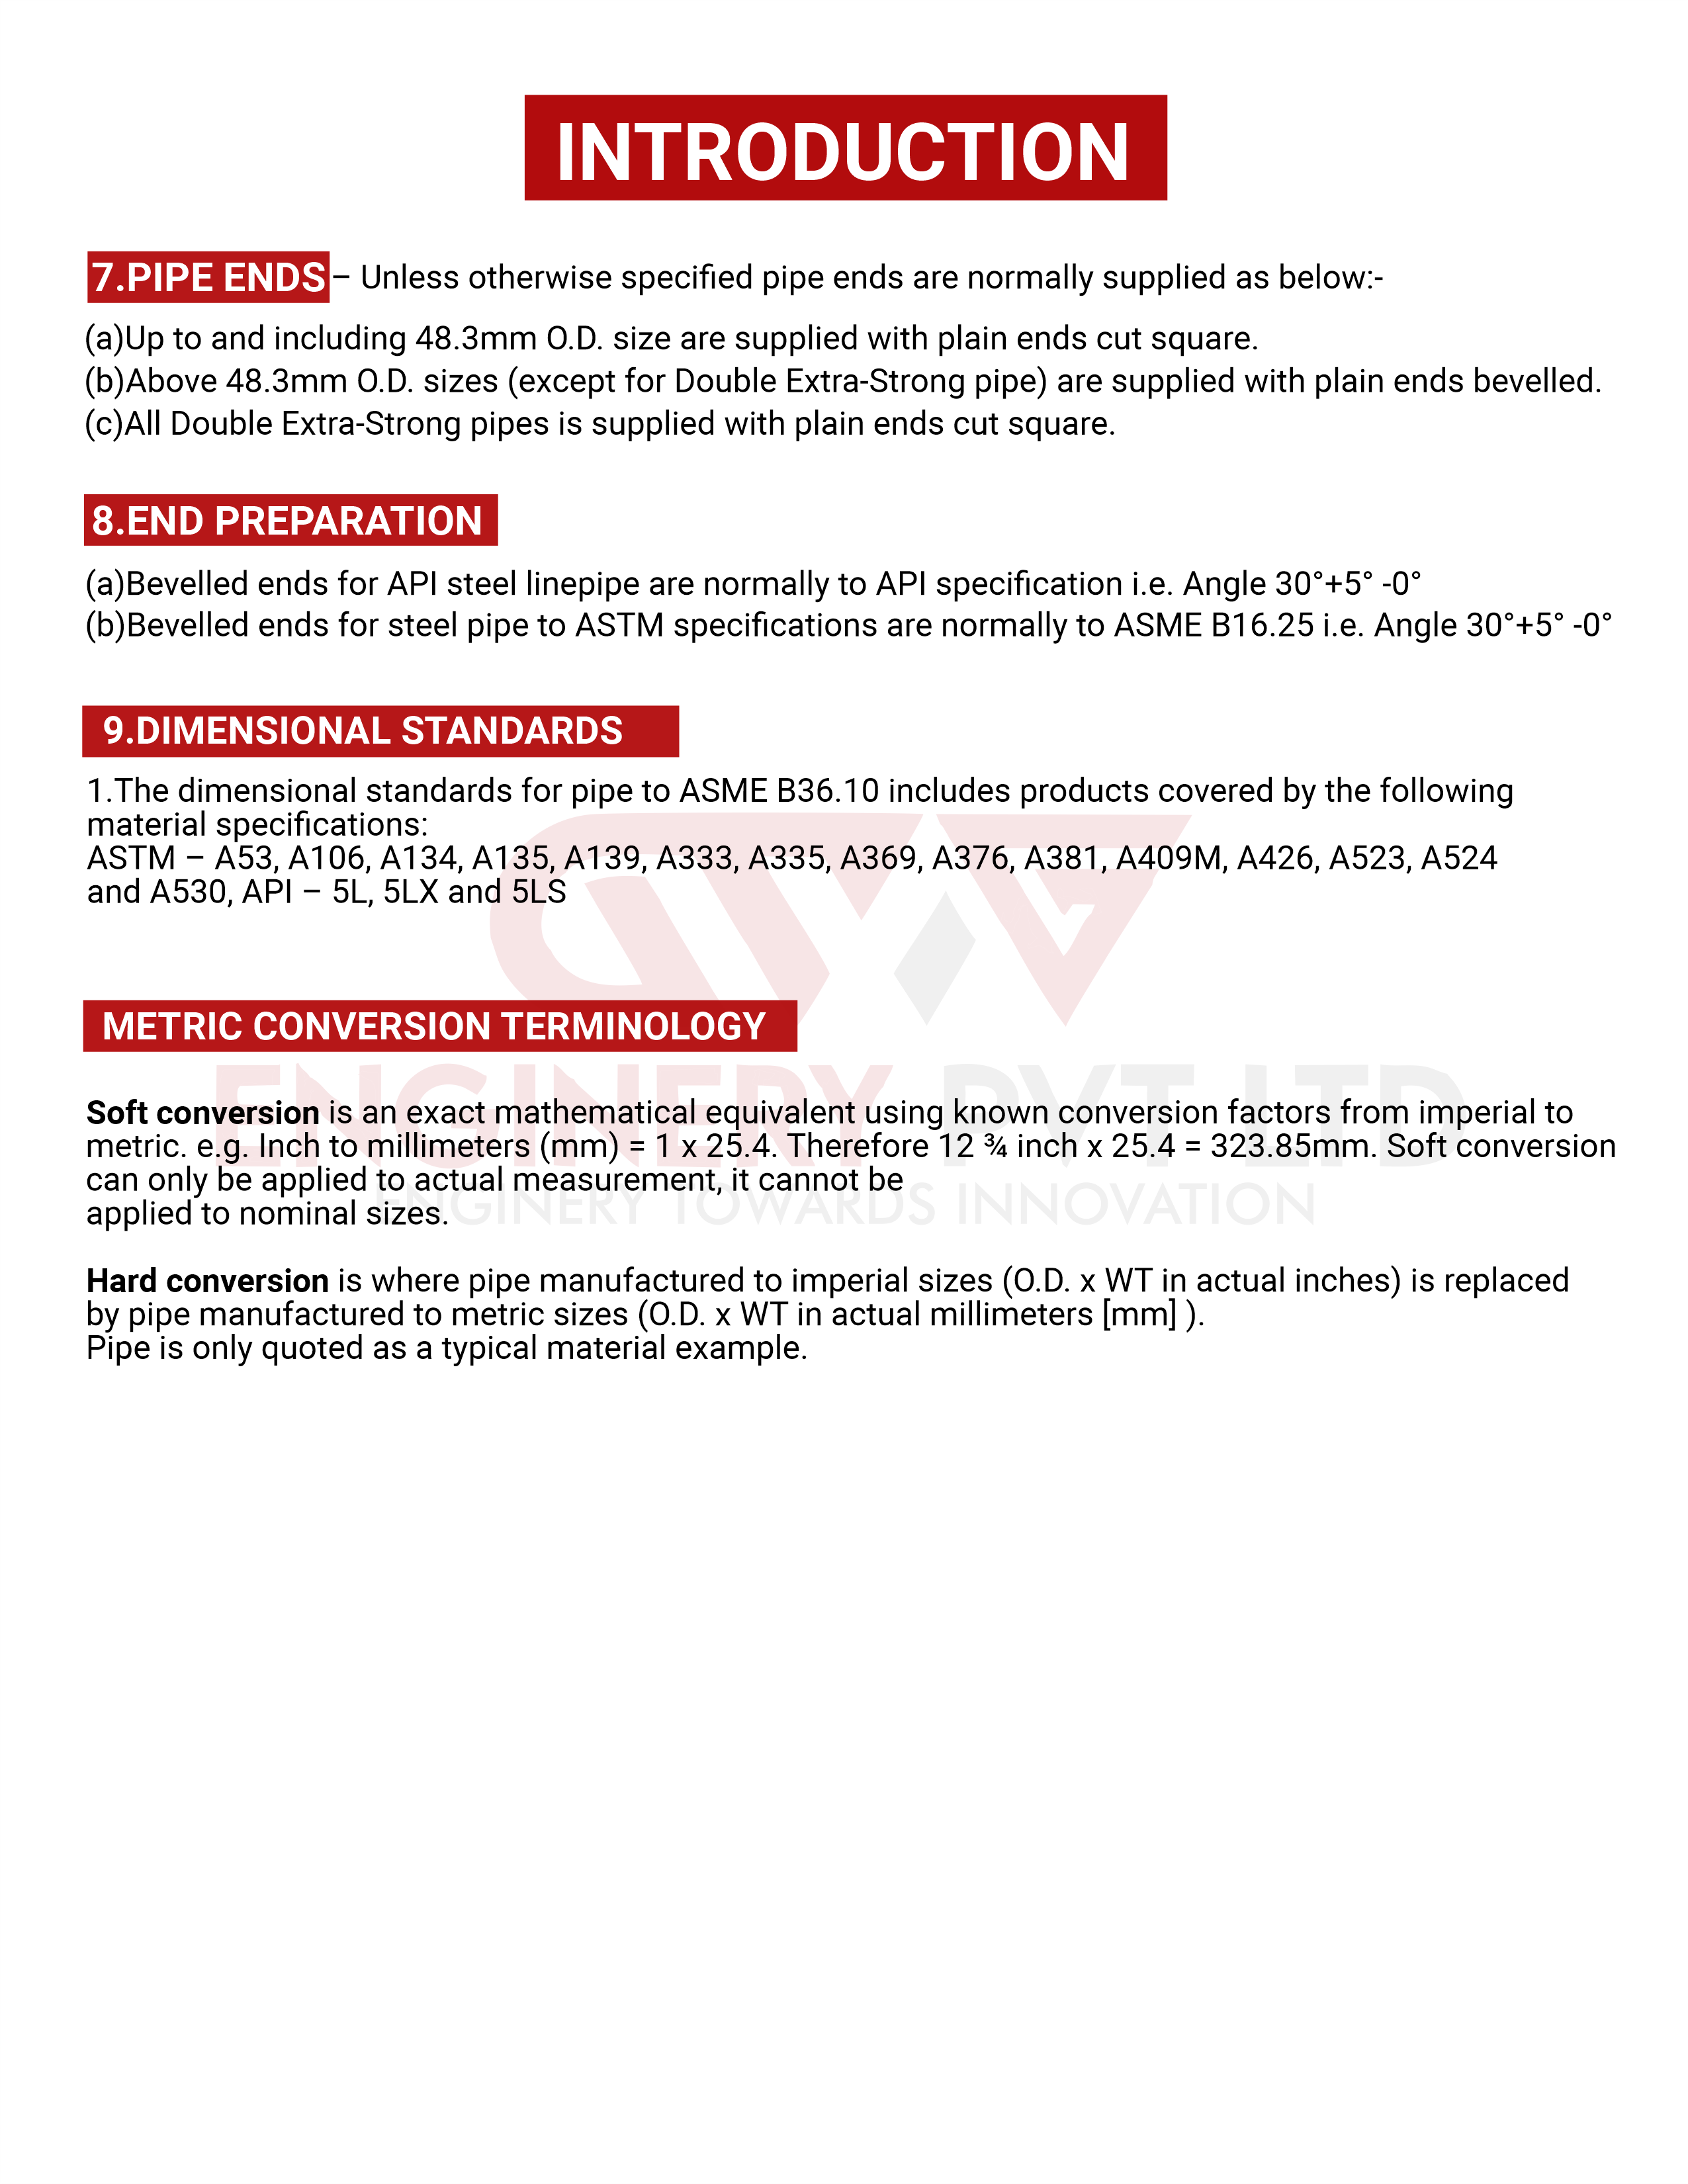 INTRODUCTION
7.PIPE ENDS – Unless otherwise specified pipe ends are normally supplied as below:-
(a)Up to and including 48.3mm O.D. size are supplied with plain ends cut square.
(b)Above 48.3mm O.D. sizes (except for Double Extra-Strong pipe) are supplied with plain ends bevelled.
(c)All Double Extra-Strong pipes is supplied with plain ends cut square.
8.END PREPARATION
(a)Bevelled ends for API steel linepipe are normally to API specification i.e. Angle 30°+5° -0°
(b)Bevelled ends for steel pipe to ASTM specifications are normally to ASME B16.25 i.e. Angle 30°+5° -0°
9.DIMENSIONAL STANDARDS
1.The dimensional standards for pipe to ASME B36.10 includes products covered by the following
material specifications:
ASTM – A53, A106, A134, A135, A139, A333, A335, A369, A376, A381, A409M, A426, A523, A524
and A530, API – 5L, 5LX and 5LS
METRIC CONVERSION TERMINOLOGY
ENGINERY PVT LTD
ENGINERY TOWARDS INNOVATION
Soft conversion is an exact mathematical equivalent using known conversion factors from imperial to
metric. e.g. Inch to millimeters (mm) = 1 x 25.4. Therefore 12 ¾ inch x 25.4 = 323.85mm. Soft conversion
can only be applied to actual measurement, it cannot be
applied to nominal sizes.
Hard conversion is where pipe manufactured to imperial sizes (O.D. x WT in actual inches) is replaced
by pipe manufactured to metric sizes (O.D. x WT in actual millimeters [mm] ).
Pipe is only quoted as a typical material example.